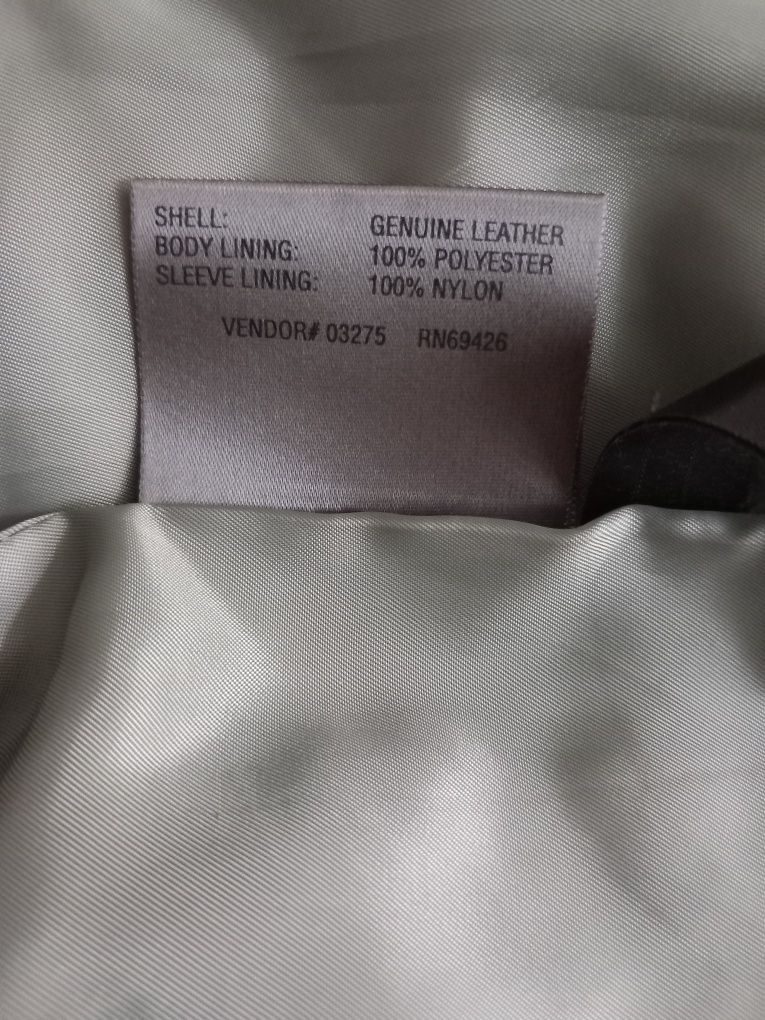 SHELL: GENUINE LEATHER
BODY LINING: 100% POLYESTER
SLEEVE LINING: 100% NYLON
VENDOR# 03275 RN69426